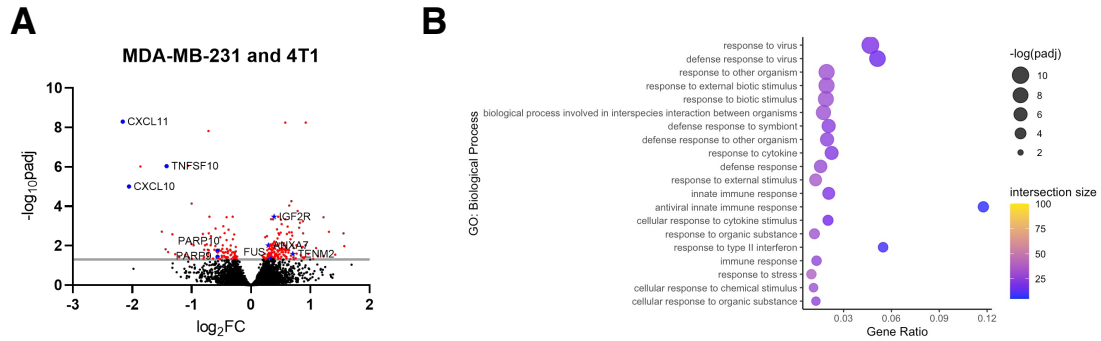 A
MDA-MB-231 and 4T1
-log10padj
10
8
6
4
2
0
CXCL11
TNFSF10
CXCL10
IGF2R
PARP10
ANXA7
FUS
PARP9
TENM2
-3
-2
-1
0
1
2
log2FC
B
GO: Biological Process
response to virus
defense response to virus
response to other organism
response to external biotic stimulus
response to biotic stimulus
biological process involved in interspecies interaction between organisms
defense response to symbiont
defense response to other organism
response to cytokine
defense response
response to external stimulus
innate immune response
antiviral innate immune response
cellular response to cytokine stimulus
response to organic substance
response to type II interferon
immune response
response to stress
cellular response to chemical stimulus
cellular response to organic substance
0.03
0.06
0.09
0.12
Gene Ratio
-log(padj)
10
8
6
4
2
intersection size
100
75
50
25